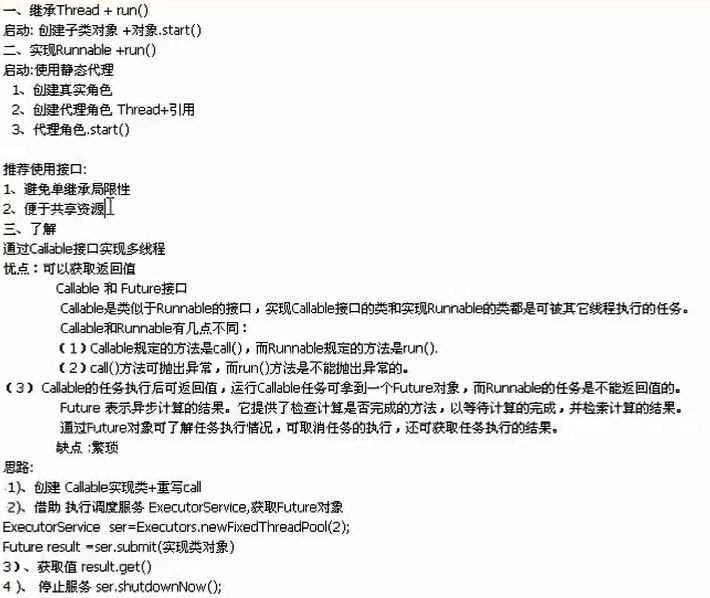 一、继承Thread + run()
启动: 创建子类对象 +对象.start()
二、实现Runnable +run()
启动:使用静态代理
1、创建真实角色
2、创建代理角色 Thread+引用
3、代理角色.start()
推荐使用接口:
1、避免单继承局限性
2、便于共享资源
三、了解
通过Callable接口实现多线程
优点：可以获取返回值
Callable 和 Future接口
Callable是类似于Runnable的接口，实现Callable接口的类和实现Runnable的类都是可被其它线程执行的任务。
Callable和Runnable有几点不同：
（1）Callable规定的方法是call()，而Runnable规定的方法是run().
（2）call()方法可抛出异常，而run()方法是不能抛出异常的。
（3） Callable的任务执行后可返回值，运行Callable任务可拿到一个Future对象，而Runnable的任务是不能返回值的。
Future 表示异步计算的结果。它提供了检查计算是否完成的方法，以等待计算的完成，并检索计算的结果。
通过Future对象可了解任务执行情况，可取消任务的执行，还可获取任务执行的结果。
缺点 :繁琐
思路:
1)、创建 Callable实现类+重写call
2)、借助 执行调度服务 ExecutorService,获取Future对象
ExecutorService ser=Executors.newFixedThreadPool(2);
Future result =ser.submit(实现类对象)
3)、获取值 result.get()
4)、 停止服务 ser.shutdownNow();